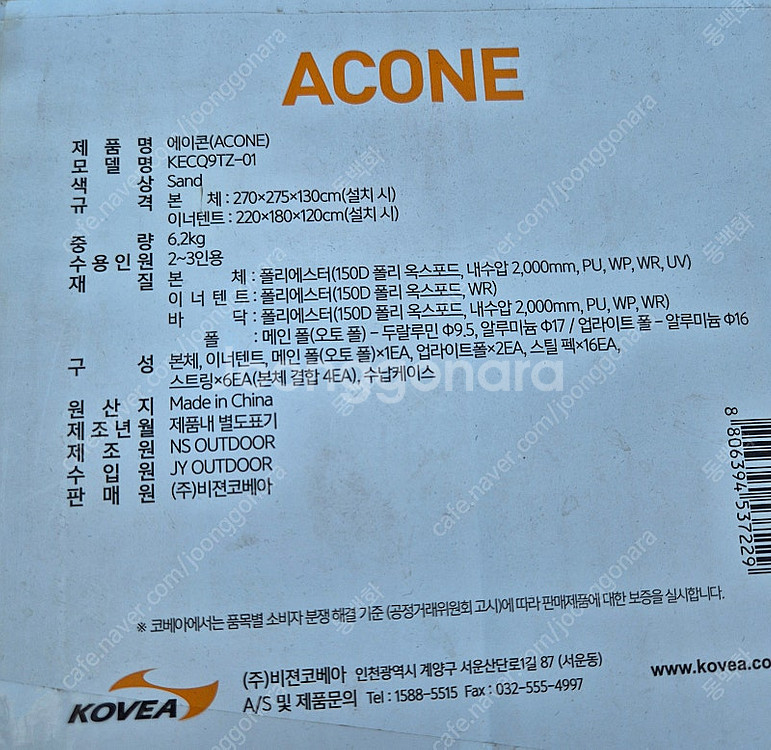 ACONE
제품명 에이콘(ACONE)
모델명 KECQ9TZ-01
색상 Sand
규격 본 체 : 270×275×130cm(설치 시)
이너텐트 : 220×180×120cm(설치 시)
중량 6.2kg
수용인원 2~3인용
재질 본 체 : 폴리에스터(150D 폴리 옥스포드, 내수압 2,000mm, PU, WP, WR, UV)
이너텐트 : 폴리에스터(150D 폴리 옥스포드, WR)
바 닥 : 폴리에스터(150D 폴리 옥스포드, 내수압 2,000mm, PU, WP, WR)
폴 : 메인 폴(오토 폴) – 두랄루민 Φ9.5, 알루미늄 Φ17 / 업라이트 폴 – 알루미늄 Φ16
구성 본체, 이너텐트, 메인 폴(오토 폴)×1EA, 업라이트폴×2EA, 스틸 펙×16EA,
스트링×6EA(본체 결합 4EA), 수납케이스
원산지 Made in China
제조년월 제품내 별도표기
제조원 NS OUTDOOR
수입원 JY OUTDOOR
판매원 (주)비젼코베아
8 806394 537229
※ 코베아에서는 품목별 소비자 분쟁 해결 기준 (공정거래위원회 고시)에 따라 판매제품에 대한 보증을 실시합니다.
KOVEA
(주)비젼코베아 인천광역시 계양구 서운산단로1길 87 (서운동)
A/S 및 제품문의 Tel : 1588-5515 Fax : 032-555-4997
www.kovea.co
joonggonara
cafe.naver.com/joonggonara
동백화